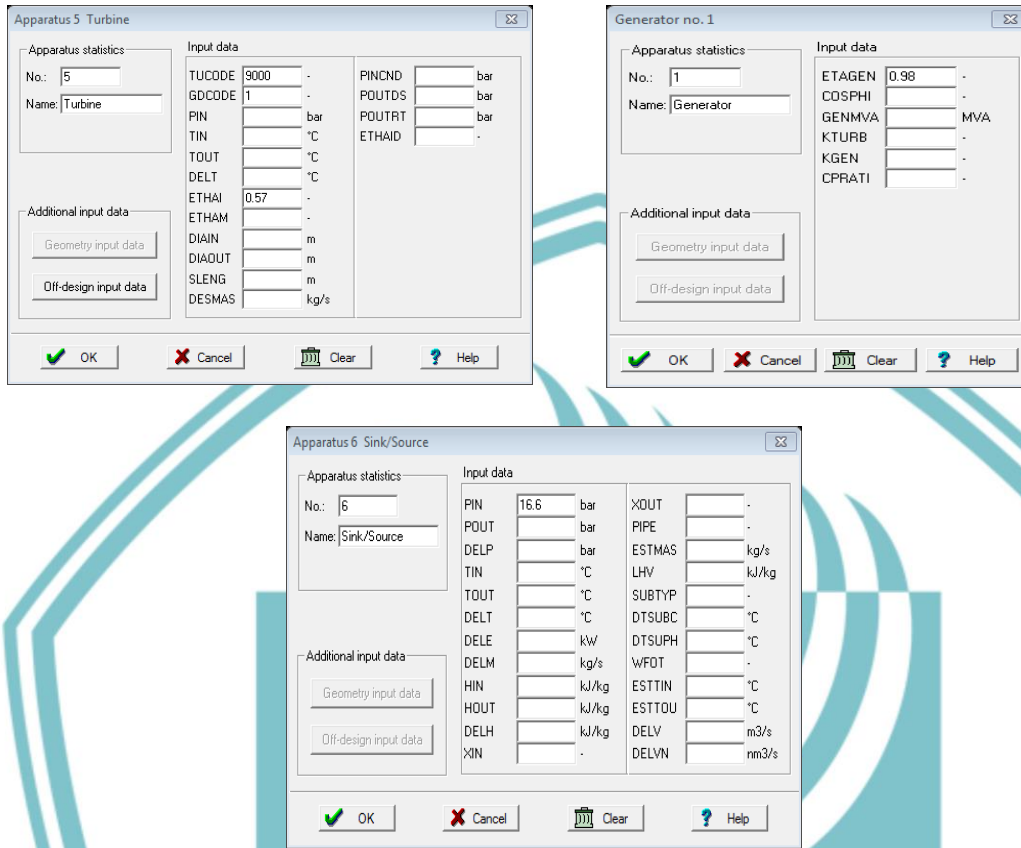 Apparatus 5 Turbine
Apparatus statistics
No.: 5
Name: Turbine
Additional input data
Geometry input data
Off-design input data
Input data
TUCODE 9000 -
GDCODE 1 -
PIN bar
TIN °C
TOUT °C
DELT °C
ETHAI 0.57 -
ETHAM -
DIAIN m
DIAOUT m
SLENG m
DESMAS kg/s
PINCND bar
POUTDS bar
POUTRT bar
ETHAID -
OK Cancel Clear Help
Generator no. 1
Apparatus statistics
No.: 1
Name: Generator
Additional input data
Geometry input data
Off-design input data
Input data
ETAGEN 0.98 -
COSPHI -
GENMVA MVA
KTURB -
KGEN -
CPRATI -
OK Cancel Clear Help
Apparatus 6 Sink/Source
Apparatus statistics
No.: 6
Name: Sink/Source
Additional input data
Geometry input data
Off-design input data
Input data
PIN 16.6 bar
POUT bar
DELP bar
TIN °C
TOUT °C
DELT °C
DELE kW
DELM kg/s
HIN kJ/kg
HOUT kJ/kg
DELH kJ/kg
XIN -
XOUT -
PIPE -
ESTMAS kg/s
LHV kJ/kg
SUBTYP -
DTSUBC °C
DTSUPH °C
WFOT -
ESTTIN °C
ESTTOU °C
DELV m3/s
DELVN nm3/s
OK Cancel Clear Help